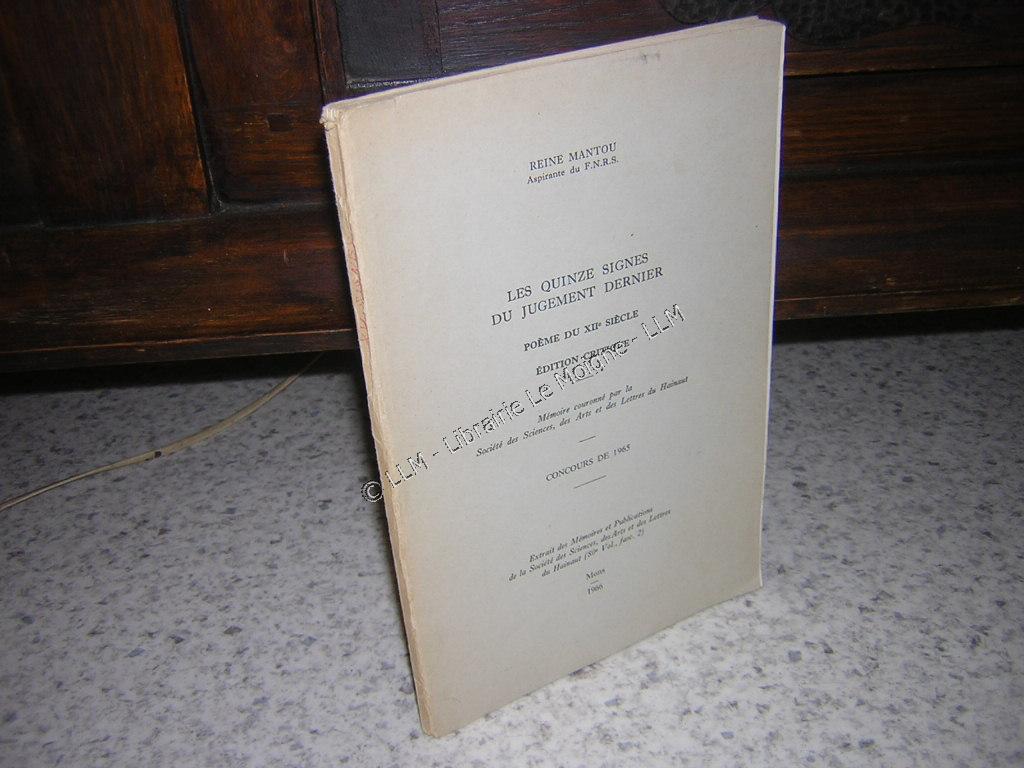 REINE MANTOU
Aspirante du F.N.R.S.
LES QUINZE SIGNES
DU JUGEMENT DERNIER
POÈME DU XIIe SIÈCLE
ÉDITION CRITIQUE
Mémoire couronné par la
Société des Sciences, des Arts et des Lettres du Hainaut
CONCOURS DE 1965
Extrait des Mémoires et Publications
de la Société des Sciences, des Arts et des Lettres
du Hainaut (80e Vol., fasc. 2)
Mons
1966
© LLM - Librairie Le Moigne - LLM